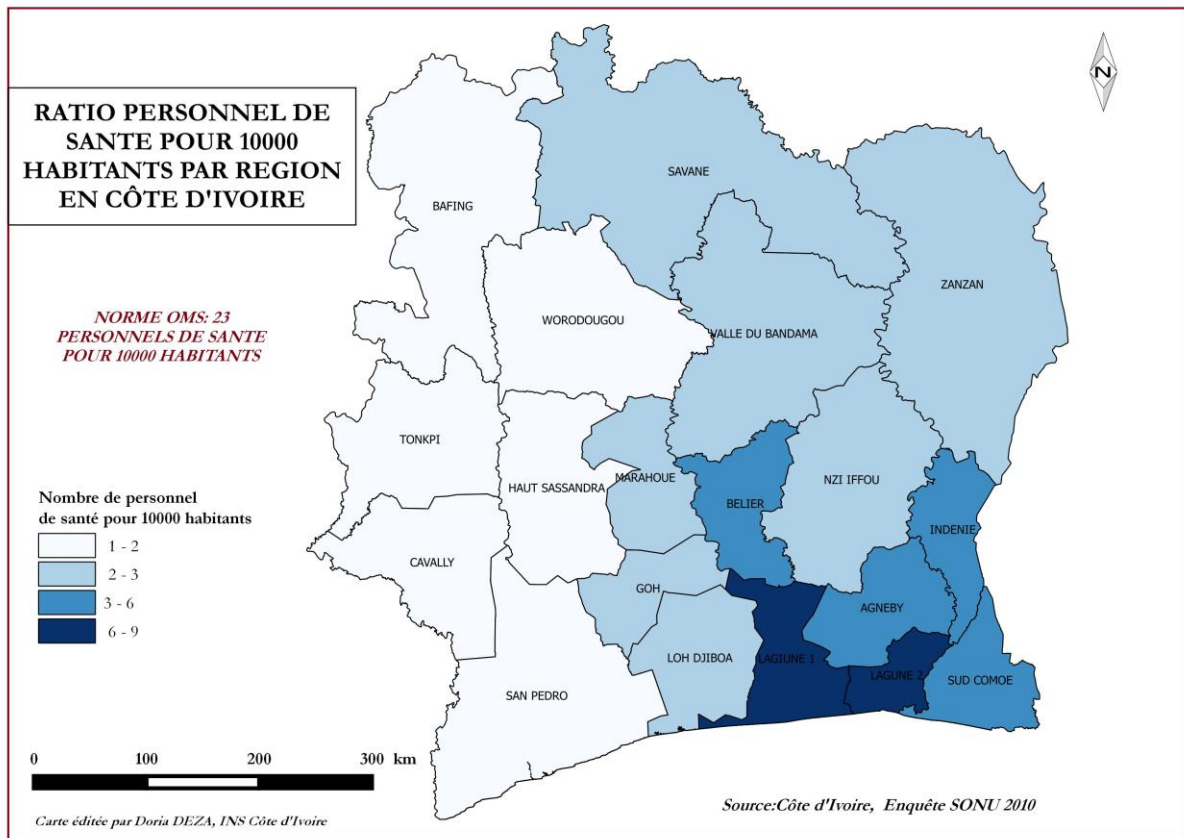 RATIO PERSONNEL DE
SANTE POUR 10000
HABITANTS PAR REGION
EN CÔTE D'IVOIRE
N
NORME OMS: 23
PERSONNELS DE SANTE
POUR 10000 HABITANTS
SAVANE
BAFING
ZANZAN
WORODOUGOU
VALLE DU BANDAMA
TONKPI
HAUT SASSANDRA
MARAHOUE
NZI IFFOU
BELIER
INDENIE
CAVALLY
GOH
AGNEBY
LOH DJIBOA
LAGIUNE 1
LAGUNE 2
SUD COMOE
SAN PEDRO
Nombre de personnel
de santé pour 10000 habitants
1 - 2
2 - 3
3 - 6
6 - 9
0 100 200 300 km
Carte éditée par Doria DEZA, INS Côte d'Ivoire
Source:Côte d'Ivoire, Enquête SONU 2010